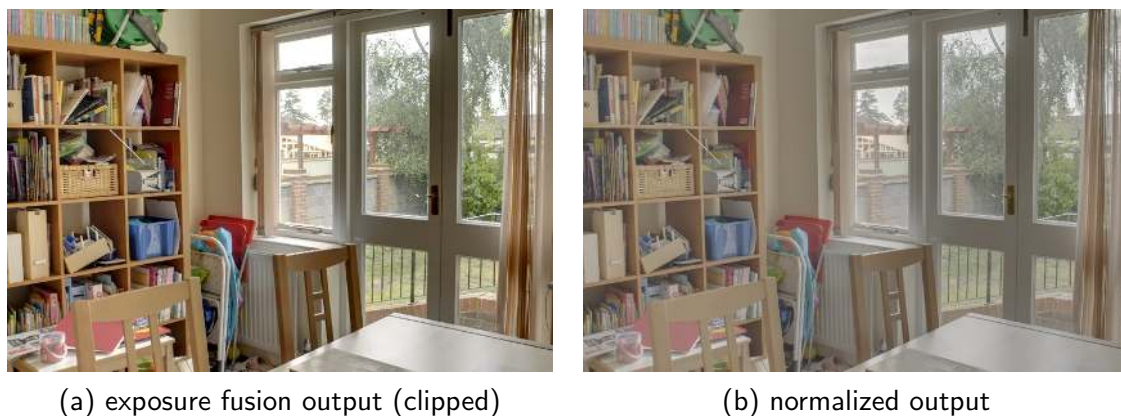 (a) exposure fusion output (clipped)
(b) normalized output